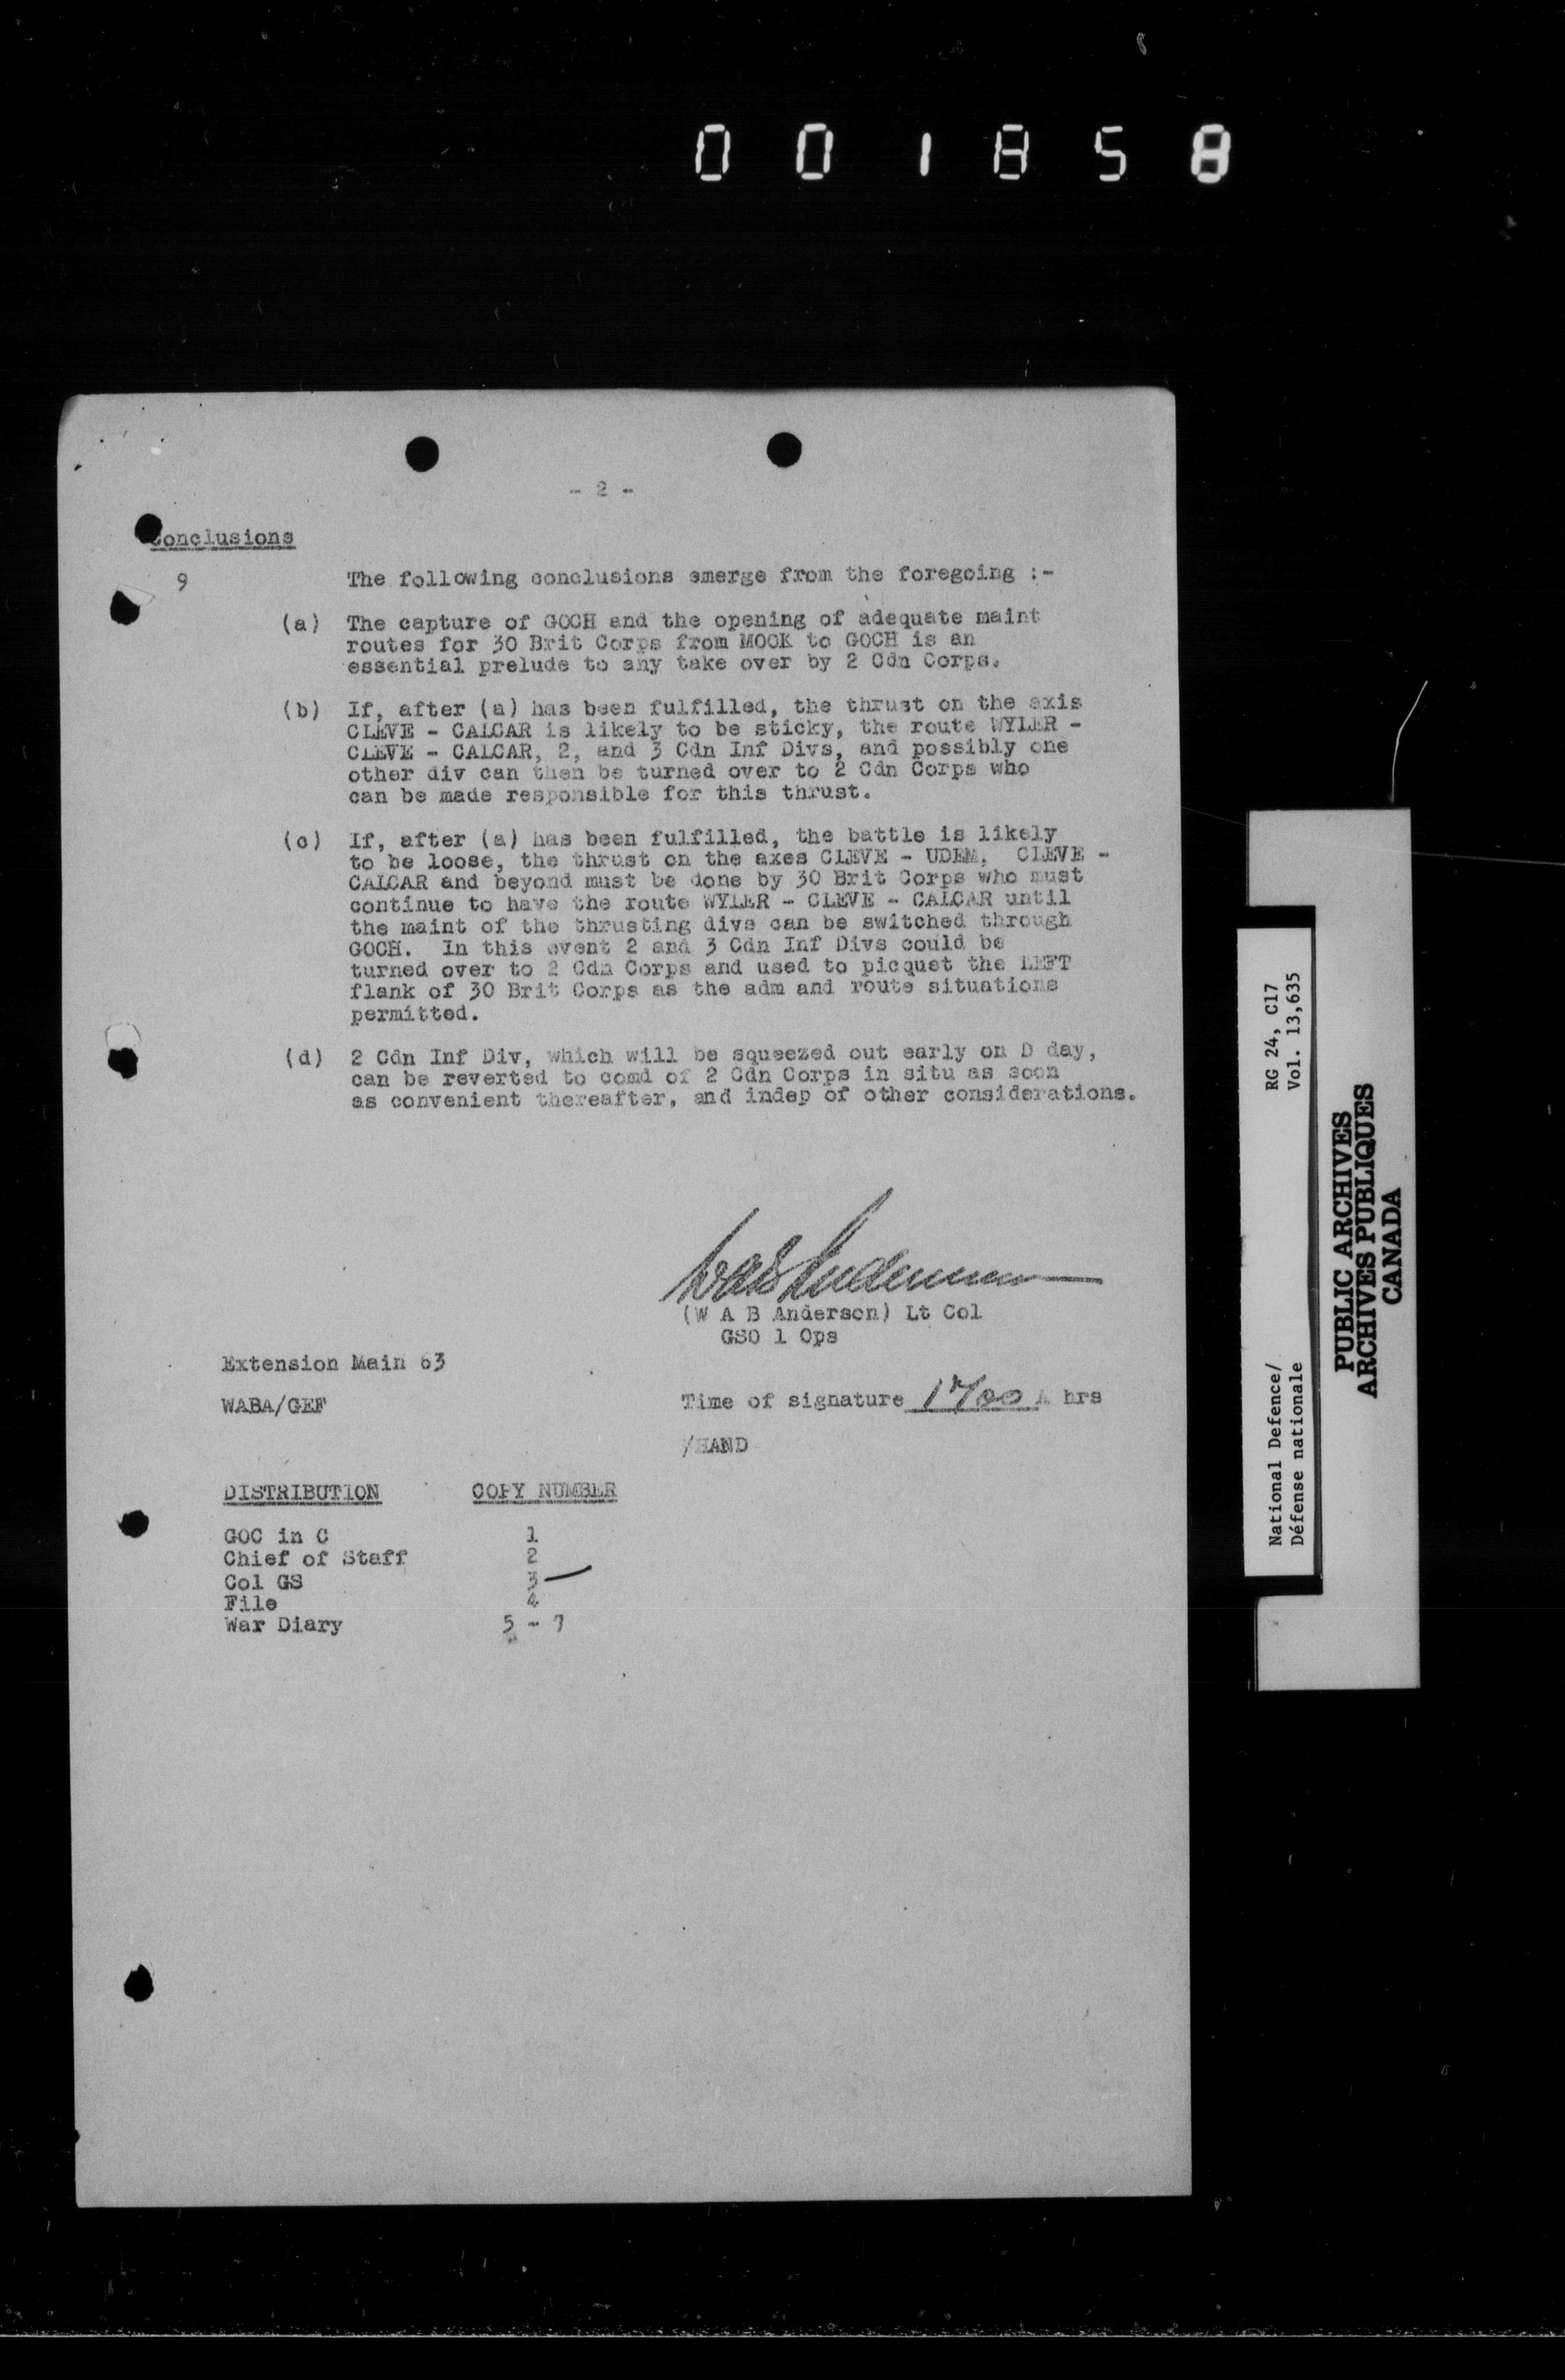 001858
- 2 -
Conclusions
9 The following conclusions emerge from the foregoing :-
(a) The capture of GOCH and the opening of adequate maint
routes for 30 Brit Corps from MOOK to GOCH is an
essential prelude to any take over by 2 Cdn Corps.
(b) If, after (a) has been fulfilled, the thrust on the axis
CLEVE - CALCAR is likely to be sticky, the route WYLER -
CLEVE - CALCAR, 2, and 3 Cdn Inf Divs, and possibly one
other div can then be turned over to 2 Cdn Corps who
can be made responsible for this thrust.
(c) If, after (a) has been fulfilled, the battle is likely
to be loose, the thrust on the axes CLEVE - UDEM, CLEVE -
CALCAR and beyond must be done by 30 Brit Corps who must
continue to have the route WYLER - CLEVE - CALCAR until
the maint of the thrusting divs can be switched through
GOCH. In this event 2 and 3 Cdn Inf Divs could be
turned over to 2 Cdn Corps and used to picquet the LEFT
flank of 30 Brit Corps as the adm and route situations
permitted.
(d) 2 Cdn Inf Div, which will be squeezed out early on D day,
can be reverted to comd of 2 Cdn Corps in situ as soon
as convenient thereafter, and indep of other considerations.
(W A B Anderson) Lt Col
GSO 1 Ops
Extension Main 63
WABA/GEF
Time of signature 1700 A hrs
/HAND
DISTRIBUTION COPY NUMBER
GOC in C 1
Chief of Staff 2
Col GS 3
File 4
War Diary 5 - 7
National Defence/ RG 24, C17
Défense nationale Vol. 13,635
PUBLIC ARCHIVES
ARCHIVES PUBLIQUES
CANADA